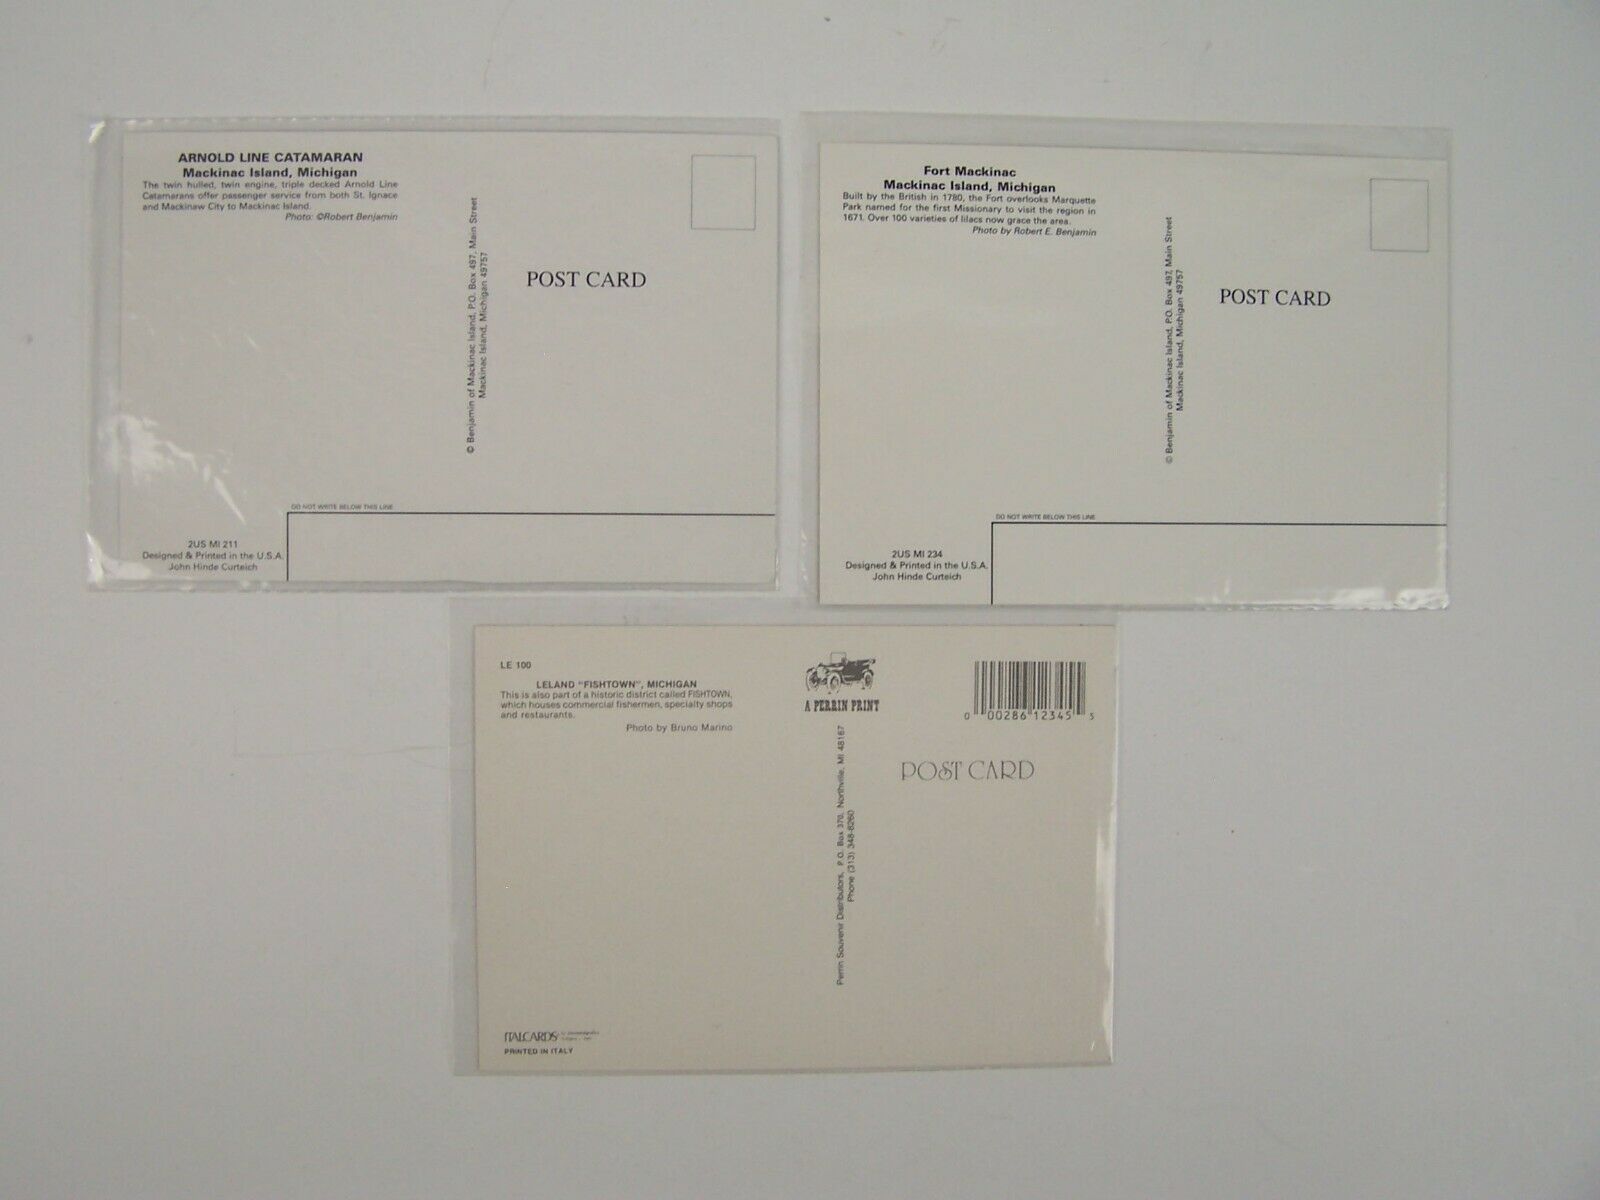 ARNOLD LINE CATAMARAN
Mackinac Island, Michigan
The twin hulled, twin engine, triple decked Arnold Line
Catamarans offer passenger service from both St. Ignace
and Mackinaw City to Mackinac Island.
Photo: ©Robert Benjamin
© Benjamin of Mackinac Island, P.O. Box 497, Main Street
Mackinac Island, Michigan 49757
POST CARD
DO NOT WRITE BELOW THIS LINE
2US MI 211
Designed & Printed in the U.S.A.
John Hinde Curteich
Fort Mackinac
Mackinac Island, Michigan
Built by the British in 1780, the Fort overlooks Marquette
Park named for the first Missionary to visit the region in
1671. Over 100 varieties of lilacs now grace the area.
Photo by Robert E. Benjamin
© Benjamin of Mackinac Island, P.O. Box 497, Main Street
Mackinac Island, Michigan 49757
POST CARD
DO NOT WRITE BELOW THIS LINE
2US MI 234
Designed & Printed in the U.S.A.
John Hinde Curteich
LE 100
LELAND "FISHTOWN", MICHIGAN
This is also part of a historic district called FISHTOWN,
which houses commercial fishermen, specialty shops
and restaurants.
Photo by Bruno Marino
A PERRIN PRINT
Perrin Souvenir Distributors, P.O. Box 370, Northville, MI 48167
Phone (313) 348-8260
0 00286 12345 5
POST CARD
ITALCARDS
PRINTED IN ITALY